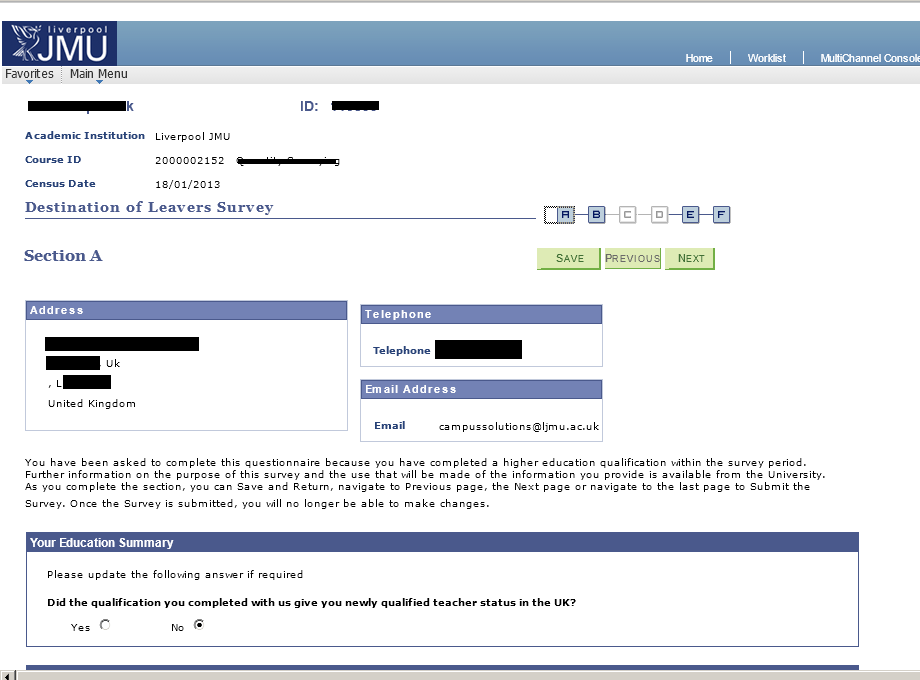 liverpool
JMU
Home Worklist MultiChannel Console
Favorites Main Menu
k ID:
Academic Institution Liverpool JMU
Course ID 2000002152
Census Date 18/01/2013
Destination of Leavers Survey A B C D E F
Section A SAVE PREVIOUS NEXT
Address
, Uk
, L
United Kingdom
Telephone
Telephone
Email Address
Email campussolutions@ljmu.ac.uk
You have been asked to complete this questionnaire because you have completed a higher education qualification within the survey period.
Further information on the purpose of this survey and the use that will be made of the information you provide is available from the University.
As you complete the section, you can Save and Return, navigate to Previous page, the Next page or navigate to the last page to Submit the
Survey. Once the Survey is submitted, you will no longer be able to make changes.
Your Education Summary
Please update the following answer if required
Did the qualification you completed with us give you newly qualified teacher status in the UK?
Yes No